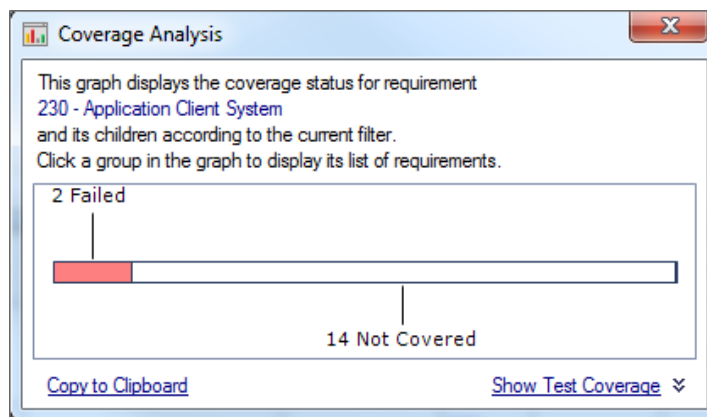 Coverage Analysis
This graph displays the coverage status for requirement
230 - Application Client System
and its children according to the current filter.
Click a group in the graph to display its list of requirements.
2 Failed
14 Not Covered
Copy to Clipboard
Show Test Coverage